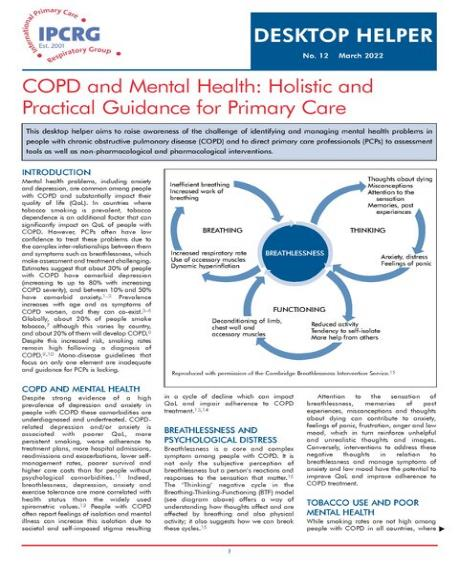 International Primary Care
IPCRG
Est. 2001
Respiratory Group
DESKTOP HELPER
No. 12 March 2022
COPD and Mental Health: Holistic and
Practical Guidance for Primary Care
This desktop helper aims to raise awareness of the challenge of identifying and managing mental health problems in
people with chronic obstructive pulmonary disease (COPD) and to direct primary care professionals (PCPs) to assessment
tools as well as non-pharmacological and pharmacological interventions.
INTRODUCTION
Mental health problems, including anxiety
and depression, are common among people
with COPD and substantially impact their
quality of life (QoL). In countries where
tobacco smoking is prevalent, tobacco
dependence is an additional factor that can
significantly impact on QoL of people with
COPD. However, PCPs often have low
confidence to treat these problems due to
the complex inter-relationships between them
and symptoms such as breathlessness, which
make assessment and treatment challenging.
Estimates suggest that about 30% of people
with COPD have comorbid depression
(increasing to up to 80% with increasing
COPD severity), and between 10%and 50%
have comorbid anxiety.1–3 Prevalence
increases with age and as symptoms of
COPD worsen, and they can co-exist.3–6
Globally, about 20% of people smoke
tobacco,7 although this varies by country,
and about 20% of them will develop COPD.8
Despite this increased risk, smoking rates
remain high following a diagnosis of
COPD.9,10 Mono-disease guidelines that
focus on only one element are inadequate
and guidance for PCPs is lacking.
Inefficient breathing
Increased work of
breathing
Thoughts about dying
Misconceptions
Attention to the
sensation
Memories, past
experiences
BREATHING
THINKING
BREATHLESSNESS
Increased respiratory rate
Use of accessory muscles
Dynamic hyperinflation
Anxiety, distress
Feelings of panic
FUNCTIONING
Deconditioning of limb,
chest wall and
accessory muscles
Reduced activity
Tendency to self-isolate
More help from others
Reproduced with permission of the Cambridge Breathlessness Intervention Service.15
COPD AND MENTAL HEALTH
Despite strong evidence of a high
prevalence of depression and anxiety in
people with COPD these comorbidities are
underdiagnosed and undertreated. COPD-
related depression and/or anxiety is
associated with poorer QoL, more
persistent smoking, worse adherence to
treatment plans, more hospital admissions,
readmissions and exacerbations, lower self-
management rates, poorer survival and
higher care costs than for people without
psychological comorbidities.11 Indeed,
breathlessness, depression, anxiety and
exercise tolerance are more correlated with
health status than the widely used
spirometric values.12 People with COPD
often report feelings of isolation and mental
illness can increase this isolation due to
societal and self-imposed stigma resulting
in a cycle of decline which can impact
QoL and impair adherence to COPD
treatment.13,14
BREATHLESSNESS AND
PSYCHOLOGICAL DISTRESS
Breathlessness is a core and complex
symptom among people with COPD. It is
not only the subjective perception of
breathlessness but a person's reaction and
responses to the sensation that matter.16
The 'Thinking' negative cycle in the
Breathing-Thinking-Functioning (BTF) model
(see diagram above) offers a way of
understanding how thoughts affect and are
affected by breathing and also physical
activity; it also suggests how we can break
these cycles.15
Attention to the sensation of
breathlessness, memories of past
experiences, misconceptions and thoughts
about dying can contribute to anxiety,
feelings of panic, frustration, anger and low
mood, which in turn reinforce unhelpful
and unrealistic thoughts and images.
Conversely, interventions to address these
negative thoughts in relation to
breathlessness and manage symptoms of
anxiety and low mood have the potential to
improve QoL and improve adherence to
COPD treatment.
TOBACCO USE AND POOR
MENTAL HEALTH
While smoking rates are not high among
people with COPD in all countries, where ▶